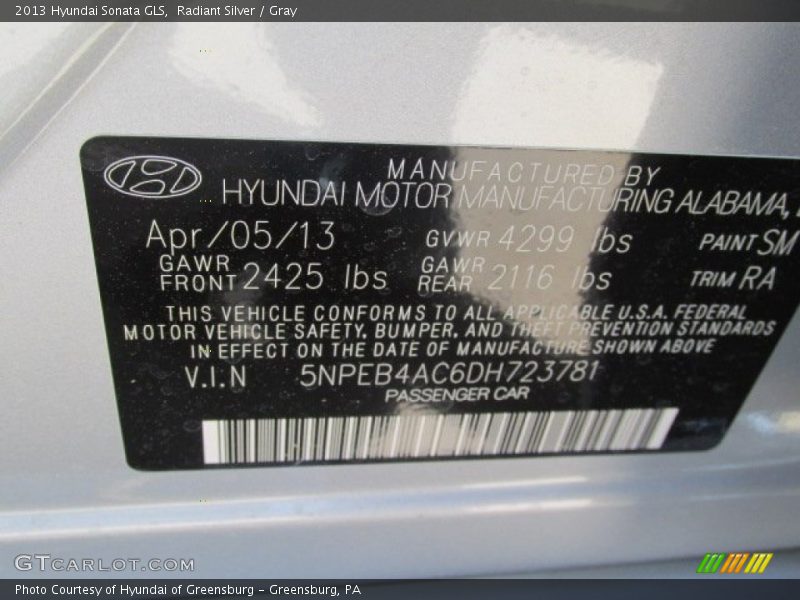 2013 Hyundai Sonata GLS, Radiant Silver / Gray
MANUFACTURED BY
HYUNDAI MOTOR MANUFACTURING ALABAMA,
Apr/05/13 GVWR 4299 lbs PAINT SM
GAWR FRONT 2425 lbs GAWR REAR 2116 lbs TRIM RA
THIS VEHICLE CONFORMS TO ALL APPLICABLE U.S.A. FEDERAL
MOTOR VEHICLE SAFETY, BUMPER, AND THEFT PREVENTION STANDARDS
IN EFFECT ON THE DATE OF MANUFACTURE SHOWN ABOVE
V.I.N 5NPEB4AC6DH723781
PASSENGER CAR
GTCARLOT.COM
Photo Courtesy of Hyundai of Greensburg - Greensburg, PA